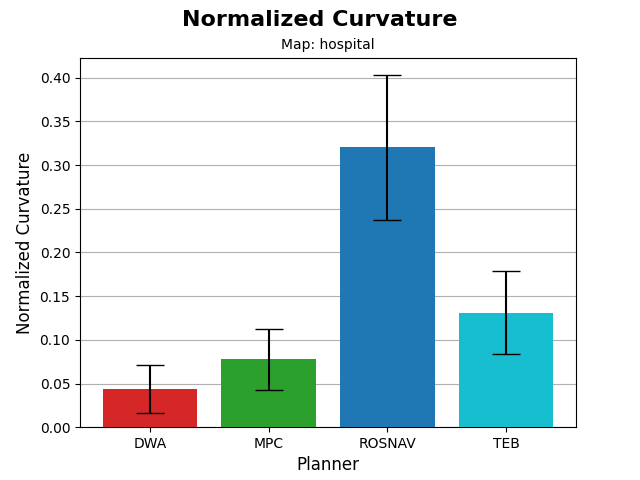 Normalized Curvature
Map: hospital
0.40
0.35
0.30
0.25
0.20
0.15
0.10
0.05
0.00
Normalized Curvature
DWA MPC ROSNAV TEB
Planner